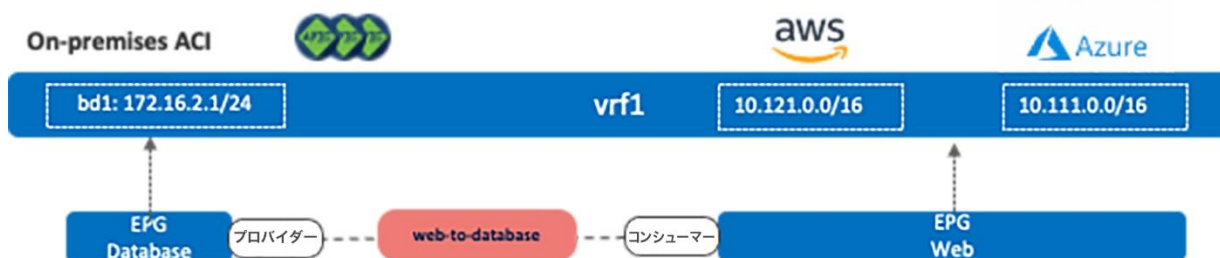 On-premises ACI
aws
Azure
bd1: 172.16.2.1/24
vrf1
10.121.0.0/16
10.111.0.0/16
EPG
Database
プロバイダー
web-to-database
コンシューマー
EPG
Web